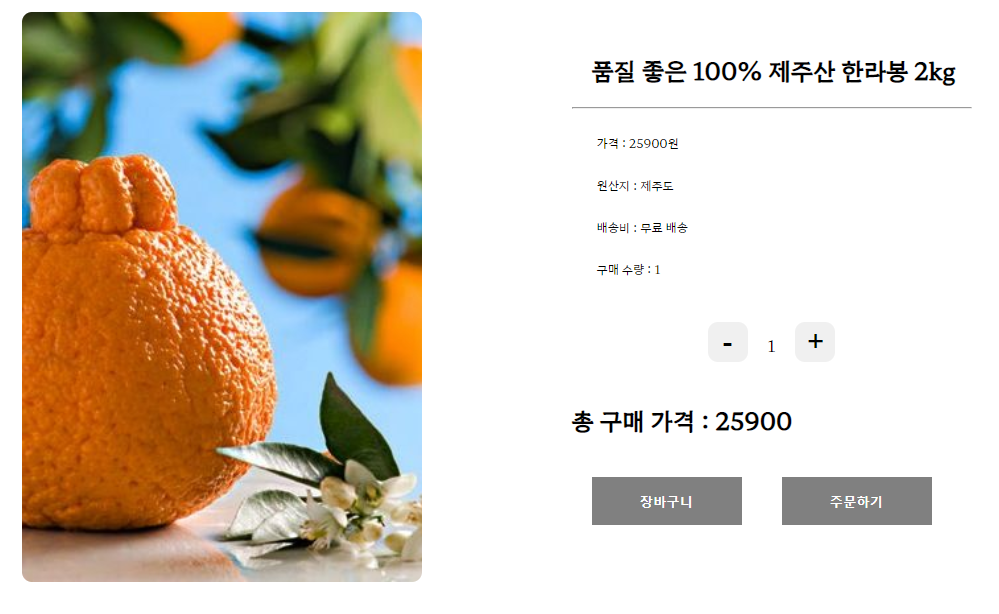 품질 좋은 100% 제주산 한라봉 2kg
가격 : 25900원
원산지 : 제주도
배송비 : 무료 배송
구매 수량 : 1
- 1 +
총 구매 가격 : 25900
장바구니 주문하기